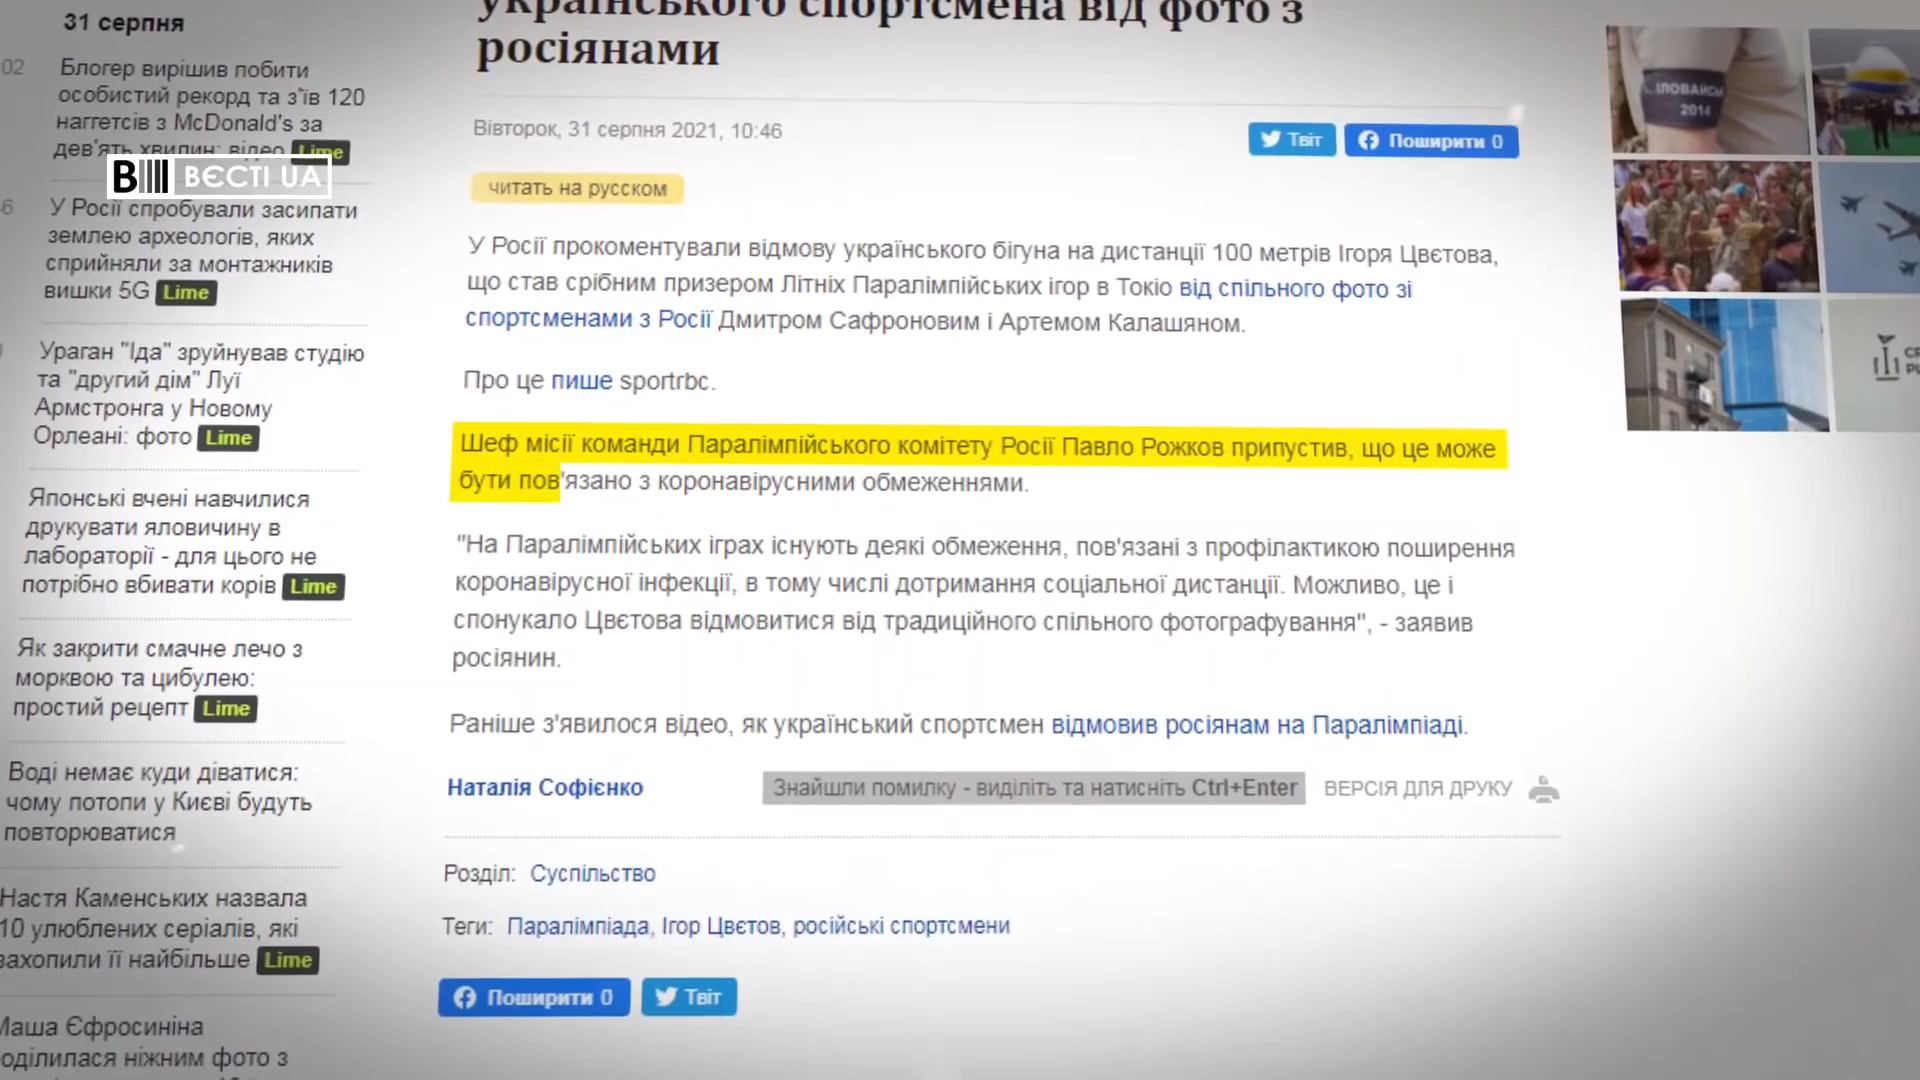 31 серпня
02
Блогер вирішив побити
особистий рекорд та з'їв 120
наггетсів з McDonald's за
дев'ять хвилин: відео Lime
ВЄСТІ UA
У Росії спробували засипати
землею археологів, яких
сприйняли за монтажників
вишки 5G Lime
Ураган "Іда" зруйнував студію
та "другий дім" Луї
Армстронга у Новому
Орлеані: фото Lime
Японські вчені навчилися
друкувати яловичину в
лабораторії - для цього не
потрібно вбивати корів Lime
Як закрити смачне лечо з
морквою та цибулею:
простий рецепт Lime
Воді немає куди діватися:
чому потопи у Києві будуть
повторюватися
Настя Каменських назвала
10 улюблених серіалів, які
захопили її найбільше Lime
Маша Єфросиніна
поділилася ніжним фото з
українського спортсмена від фото з
росіянами
Вівторок, 31 серпня 2021, 10:46
Твіт
Поширити 0
читать на русском
У Росії прокоментували відмову українського бігуна на дистанції 100 метрів Ігоря Цвєтова,
що став срібним призером Літніх Паралімпійських ігор в Токіо від спільного фото зі
спортсменами з Росії Дмитром Сафроновим і Артемом Калашяном.
Про це пише sportrbc.
Шеф місії команди Паралімпійського комітету Росії Павло Рожков припустив, що це може
бути пов'язано з коронавірусними обмеженнями.
"На Паралімпійських іграх існують деякі обмеження, пов'язані з профілактикою поширення
коронавірусної інфекції, в тому числі дотримання соціальної дистанції. Можливо, це і
спонукало Цвєтова відмовитися від традиційного спільного фотографування", - заявив
росіянин.
Раніше з'явилося відео, як український спортсмен відмовив росіянам на Паралімпіаді.
Наталія Софієнко
Знайшли помилку - виділіть та натисніть Ctrl+Enter
ВЕРСІЯ ДЛЯ ДРУКУ
Розділ: Суспільство
Теги: Паралімпіада, Ігор Цвєтов, російські спортсмени
Поширити 0
Твіт
ІЛОВАЙСЬК
2014